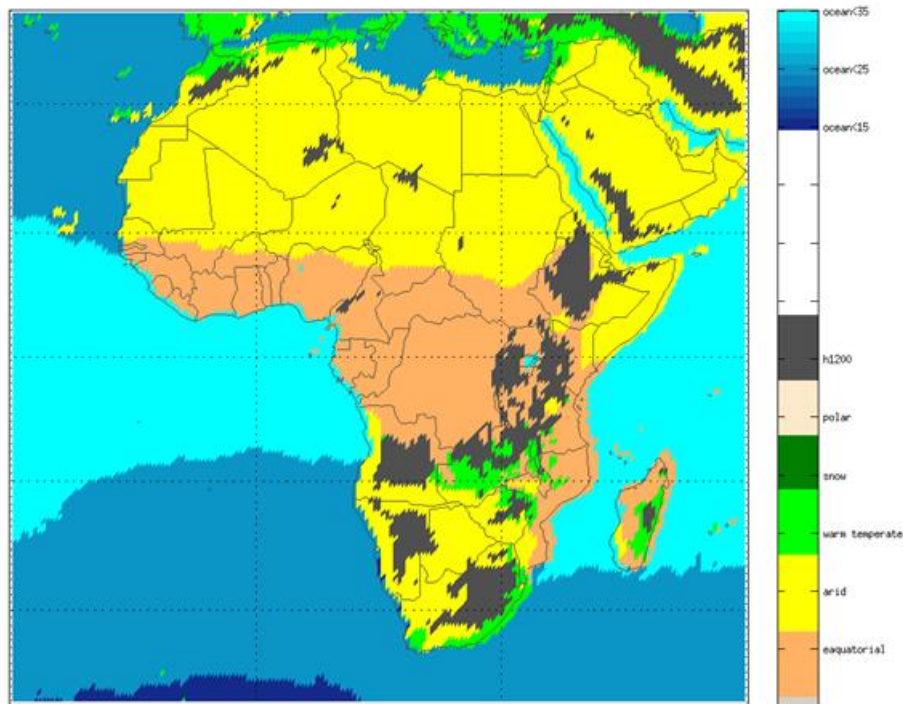 ocean<35
ocean<25
ocean<15
h1200
polar
snow
warm temperate
arid
eaquatorial